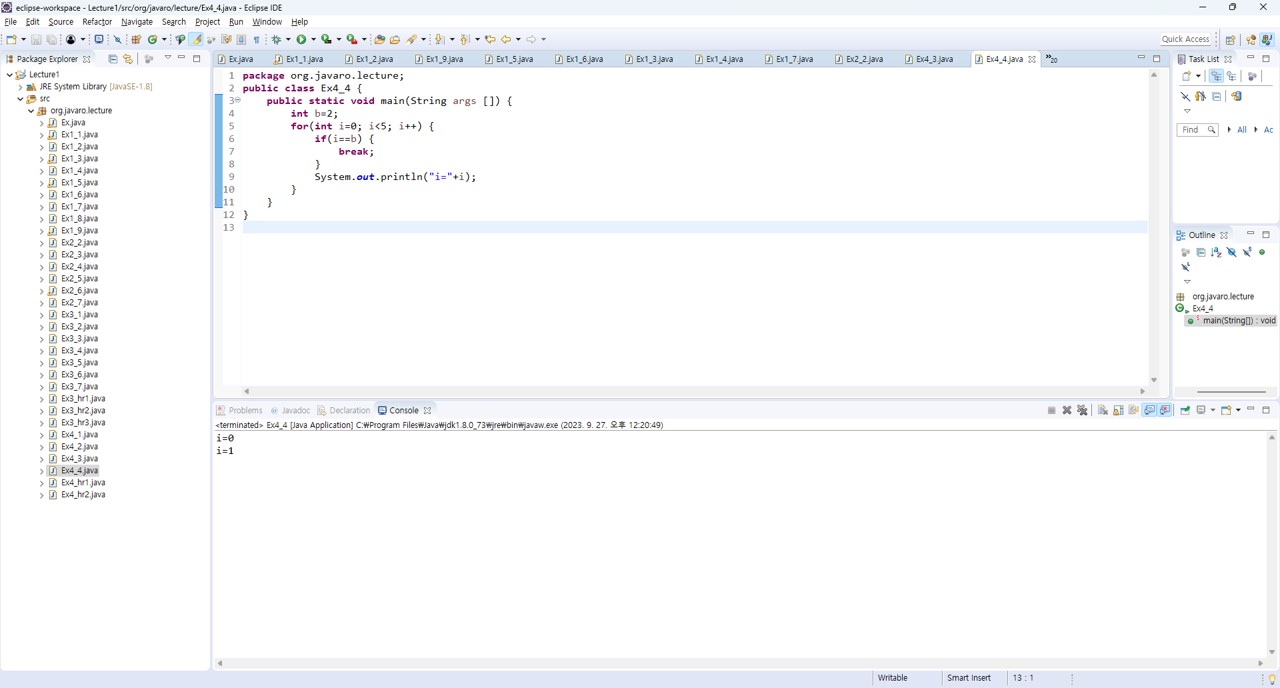 eclipse-workspace - Lecture1/src/org/javaro/lecture/Ex4_4.java - Eclipse IDE
File Edit Source Refactor Navigate Search Project Run Window Help
Quick Access
Package Explorer
Lecture1
JRE System Library [JavaSE-1.8]
src
org.javaro.lecture
Ex.java
Ex1_1.java
Ex1_2.java
Ex1_3.java
Ex1_4.java
Ex1_5.java
Ex1_6.java
Ex1_7.java
Ex1_8.java
Ex1_9.java
Ex2_2.java
Ex2_3.java
Ex2_4.java
Ex2_5.java
Ex2_6.java
Ex2_7.java
Ex3_1.java
Ex3_2.java
Ex3_3.java
Ex3_4.java
Ex3_5.java
Ex3_6.java
Ex3_7.java
Ex3_hr1.java
Ex3_hr2.java
Ex3_hr3.java
Ex4_1.java
Ex4_2.java
Ex4_3.java
Ex4_4.java
Ex4_hr1.java
Ex4_hr2.java
Ex.java Ex1_1.java Ex1_2.java Ex1_9.java Ex1_5.java Ex1_6.java Ex1_3.java Ex1_4.java Ex1_7.java Ex2_2.java Ex4_3.java Ex4_4.java »20
1 package org.javaro.lecture;
2 public class Ex4_4 {
3 public static void main(String args []) {
4 int b=2;
5 for(int i=0; i<5; i++) {
6 if(i==b) {
7 break;
8 }
9 System.out.println("i="+i);
10 }
11 }
12 }
13
Task List
Find All Ac
Outline
org.javaro.lecture
Ex4_4
main(String[]) : void
Problems Javadoc Declaration Console
<terminated> Ex4_4 [Java Application] C:₩Program Files₩Java₩jdk1.8.0_73₩jre₩bin₩javaw.exe (2023. 9. 27. 오후 12:20:49)
i=0
i=1
Writable Smart Insert 13 : 1